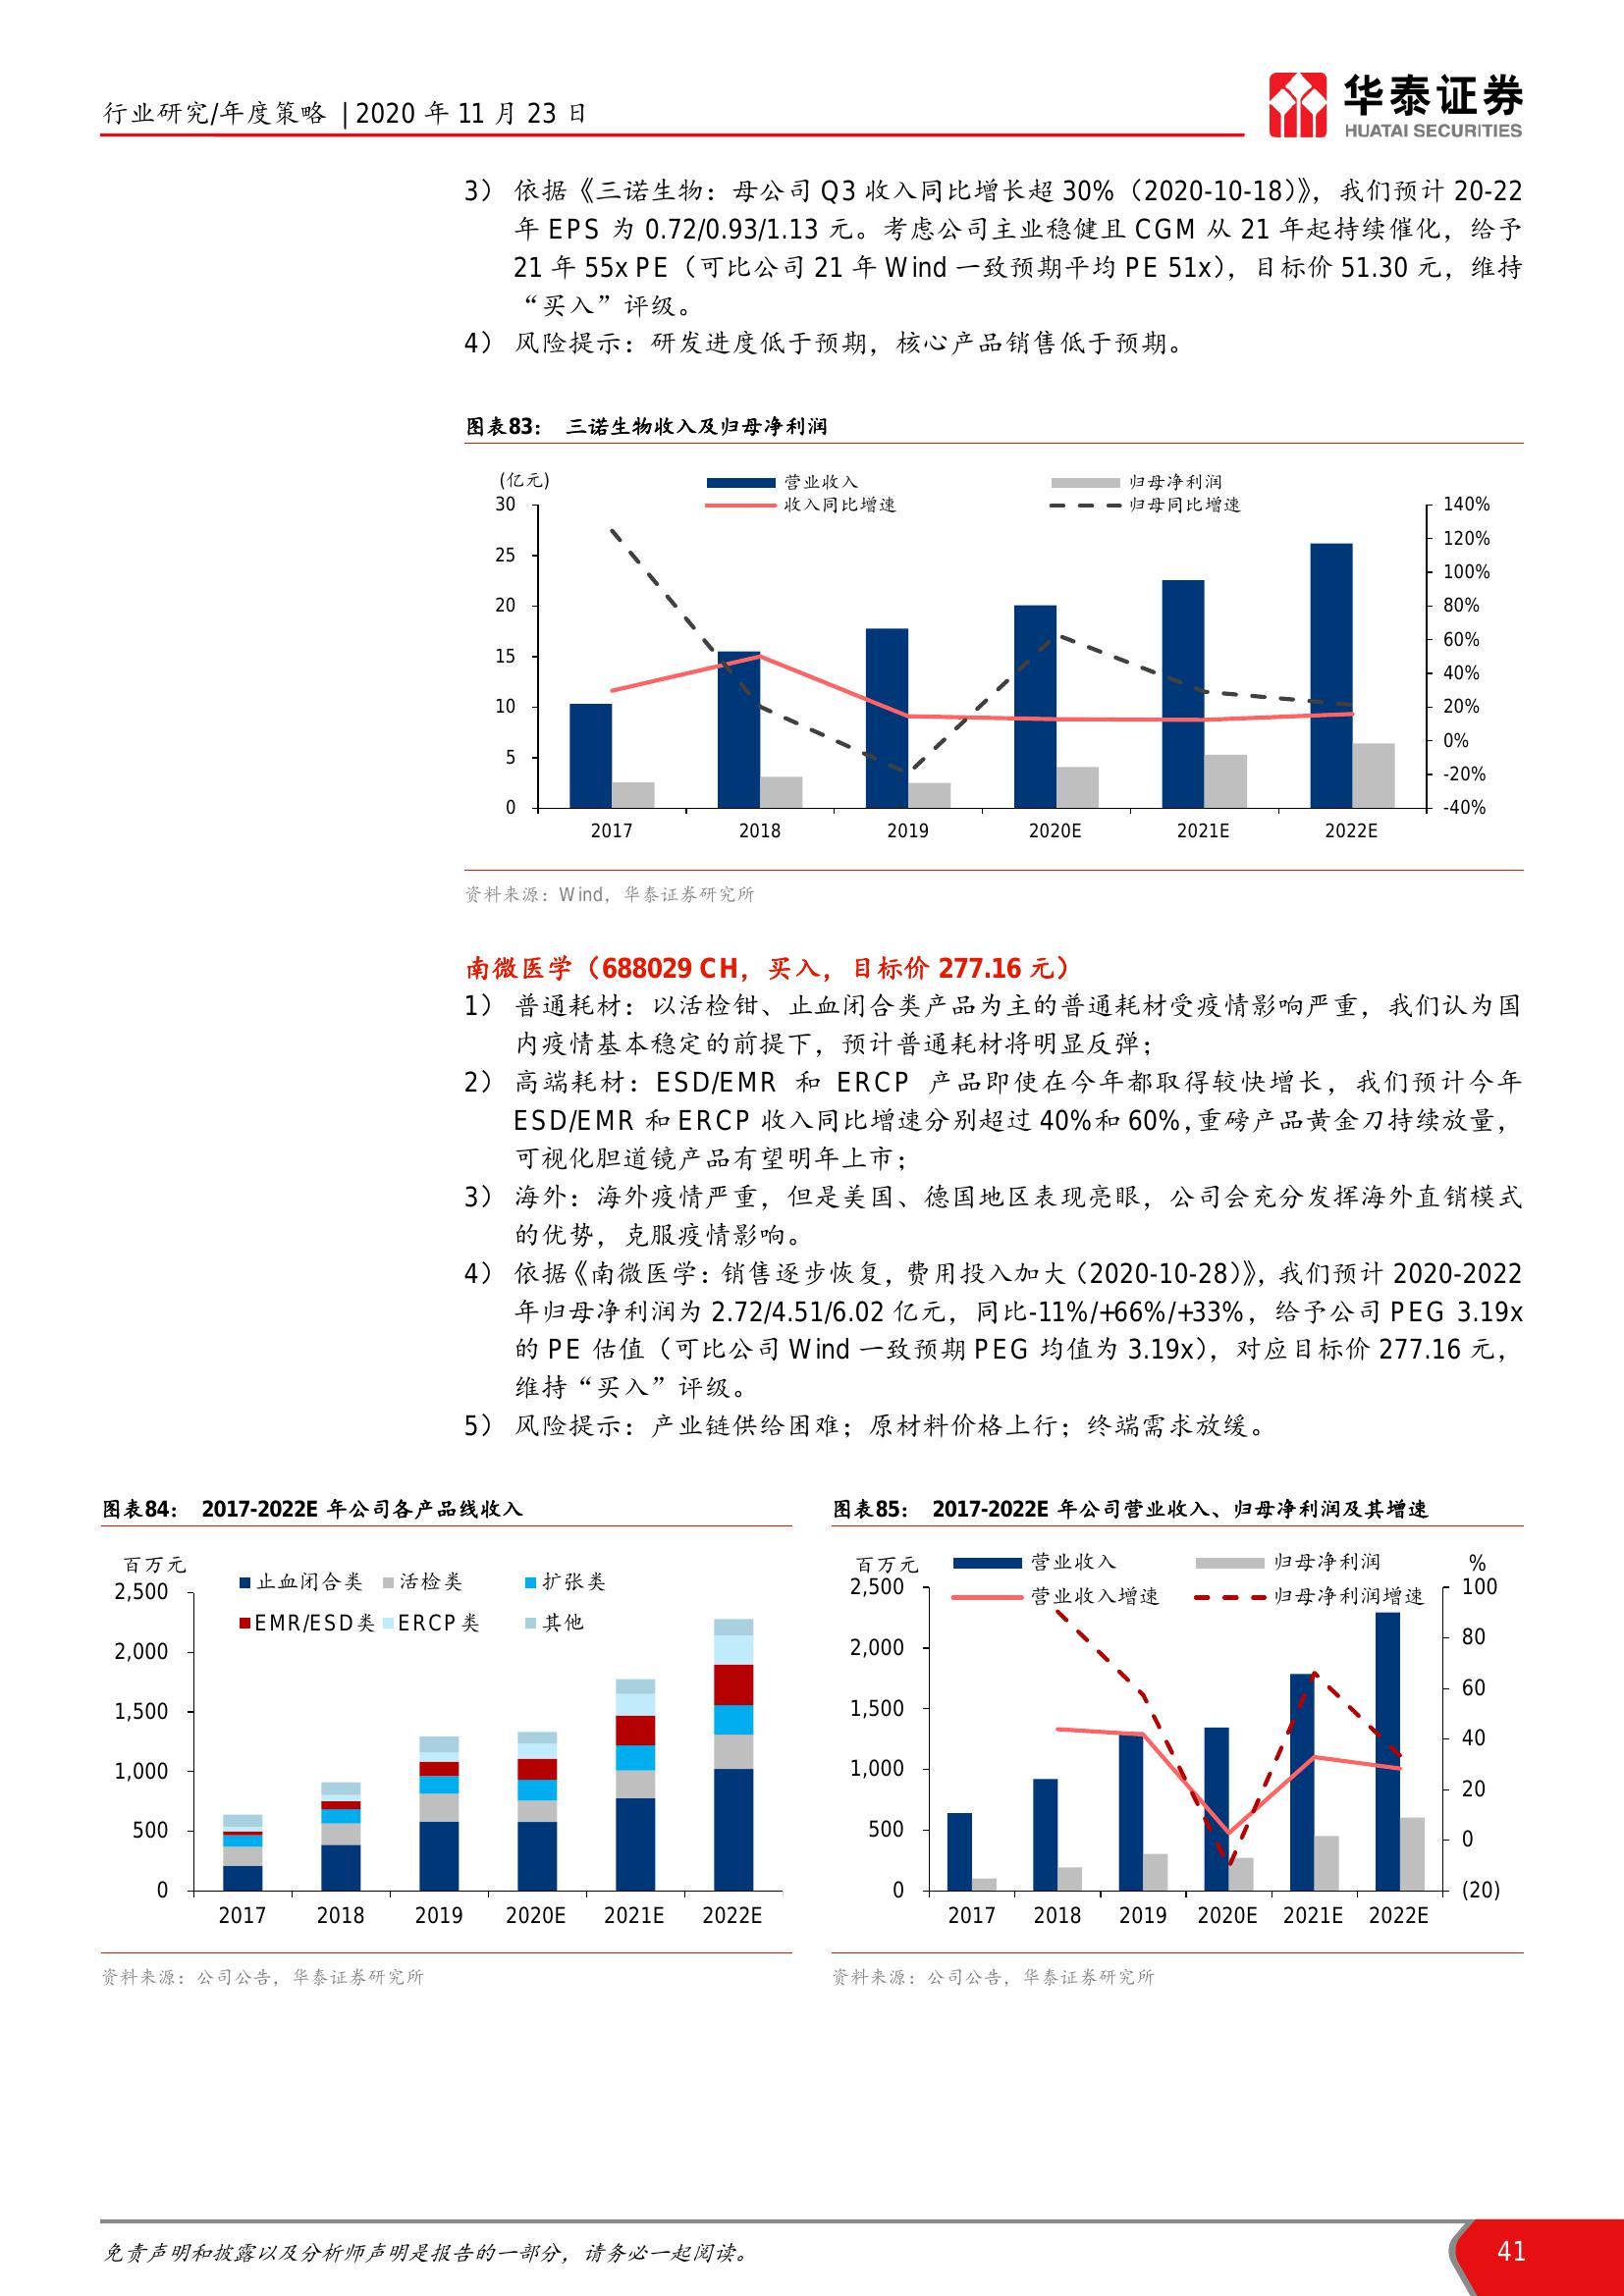 行业研究/年度策略 | 2020 年 11 月 23 日
华泰证券
HUATAI SECURITIES
3） 依据《三诺生物：母公司 Q3 收入同比增长超 30%（2020-10-18）》，我们预计 20-22
年 EPS 为 0.72/0.93/1.13 元。考虑公司主业稳健且 CGM 从 21 年起持续催化，给予
21 年 55x PE（可比公司 21 年 Wind 一致预期平均 PE 51x），目标价 51.30 元，维持
“买入”评级。
4） 风险提示：研发进度低于预期，核心产品销售低于预期。
图表83： 三诺生物收入及归母净利润
(亿元)
营业收入 归母净利润
收入同比增速 归母同比增速
30 140%
25 120%
100%
20 80%
15 60%
40%
10 20%
5 0%
-20%
0 -40%
2017 2018 2019 2020E 2021E 2022E
资料来源：Wind，华泰证券研究所
南微医学（688029 CH，买入，目标价 277.16 元）
1） 普通耗材：以活检钳、止血闭合类产品为主的普通耗材受疫情影响严重，我们认为国
内疫情基本稳定的前提下，预计普通耗材将明显反弹；
2） 高端耗材：ESD/EMR 和 ERCP 产品即使在今年都取得较快增长，我们预计今年
ESD/EMR 和 ERCP 收入同比增速分别超过 40%和 60%，重磅产品黄金刀持续放量，
可视化胆道镜产品有望明年上市；
3） 海外：海外疫情严重，但是美国、德国地区表现亮眼，公司会充分发挥海外直销模式
的优势，克服疫情影响。
4） 依据《南微医学：销售逐步恢复，费用投入加大（2020-10-28）》，我们预计 2020-2022
年归母净利润为 2.72/4.51/6.02 亿元，同比-11%/+66%/+33%，给予公司 PEG 3.19x
的 PE 估值（可比公司 Wind 一致预期 PEG 均值为 3.19x），对应目标价 277.16 元，
维持“买入”评级。
5） 风险提示：产业链供给困难；原材料价格上行；终端需求放缓。
图表84： 2017-2022E 年公司各产品线收入
百万元
止血闭合类 活检类 扩张类
EMR/ESD类 ERCP类 其他
2,500
2,000
1,500
1,000
500
0
2017 2018 2019 2020E 2021E 2022E
资料来源：公司公告，华泰证券研究所
图表85： 2017-2022E 年公司营业收入、归母净利润及其增速
百万元 %
营业收入 归母净利润
营业收入增速 归母净利润增速
2,500 100
2,000 80
60
1,500 40
1,000 20
500 0
0 (20)
2017 2018 2019 2020E 2021E 2022E
资料来源：公司公告，华泰证券研究所
免责声明和披露以及分析师声明是报告的一部分，请务必一起阅读。
41